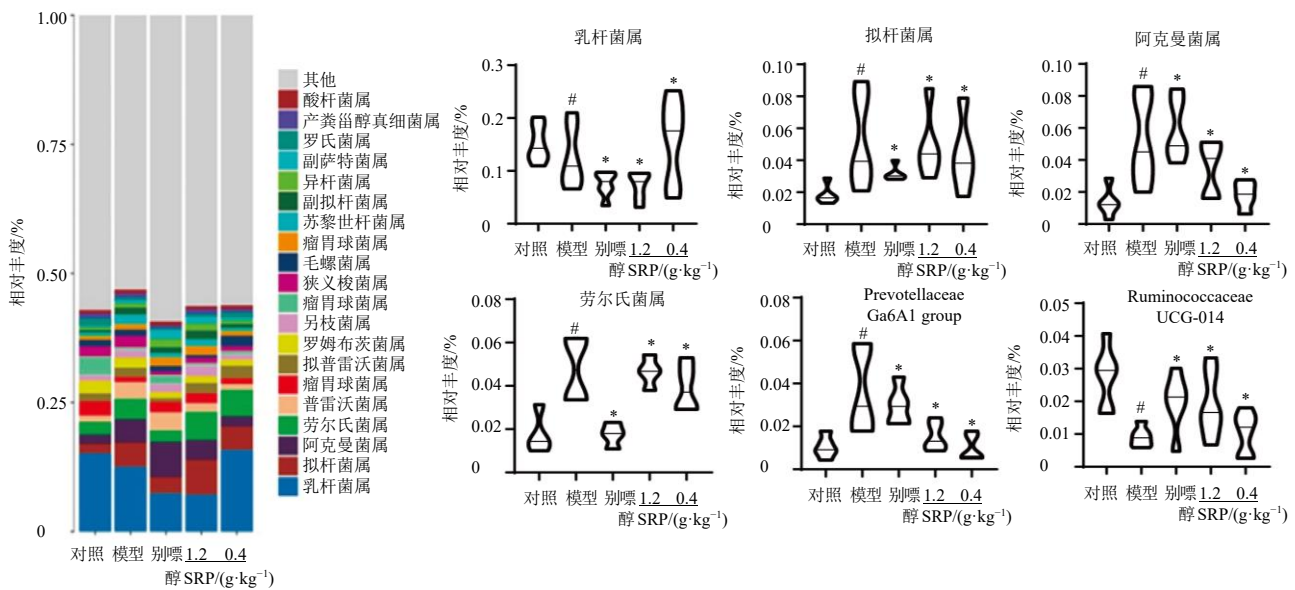 1.00
0.75
0.50
0.25
0
相对丰度/%
对照 模型 别嘌 1.2 0.4
醇 SRP/(g·kg⁻¹)
其他
酸杆菌属
产粪甾醇真细菌属
罗氏菌属
副萨特菌属
异杆菌属
副拟杆菌属
苏黎世杆菌属
瘤胃球菌属
毛螺菌属
狭义梭菌属
瘤胃球菌属
另枝菌属
罗姆布茨菌属
拟普雷沃菌属
瘤胃球菌属
普雷沃菌属
劳尔氏菌属
阿克曼菌属
拟杆菌属
乳杆菌属
乳杆菌属
0.3
0.2
0.1
0
相对丰度/%
# * * *
对照 模型 别嘌 1.2 0.4
醇 SRP/(g·kg⁻¹)
拟杆菌属
0.10
0.08
0.06
0.04
0.02
0
相对丰度/%
# * * *
对照 模型 别嘌 1.2 0.4
醇 SRP/(g·kg⁻¹)
阿克曼菌属
0.10
0.08
0.06
0.04
0.02
0
相对丰度/%
# * * *
对照 模型 别嘌 1.2 0.4
醇 SRP/(g·kg⁻¹)
劳尔氏菌属
0.08
0.06
0.04
0.02
0
相对丰度/%
# * * *
对照 模型 别嘌 1.2 0.4
醇 SRP/(g·kg⁻¹)
Prevotellaceae
Ga6A1 group
0.08
0.06
0.04
0.02
0
相对丰度/%
# * * *
对照 模型 别嘌 1.2 0.4
醇 SRP/(g·kg⁻¹)
Ruminococcaceae
UCG-014
0.05
0.04
0.03
0.02
0.01
0
相对丰度/%
# * * *
对照 模型 别嘌 1.2 0.4
醇 SRP/(g·kg⁻¹)